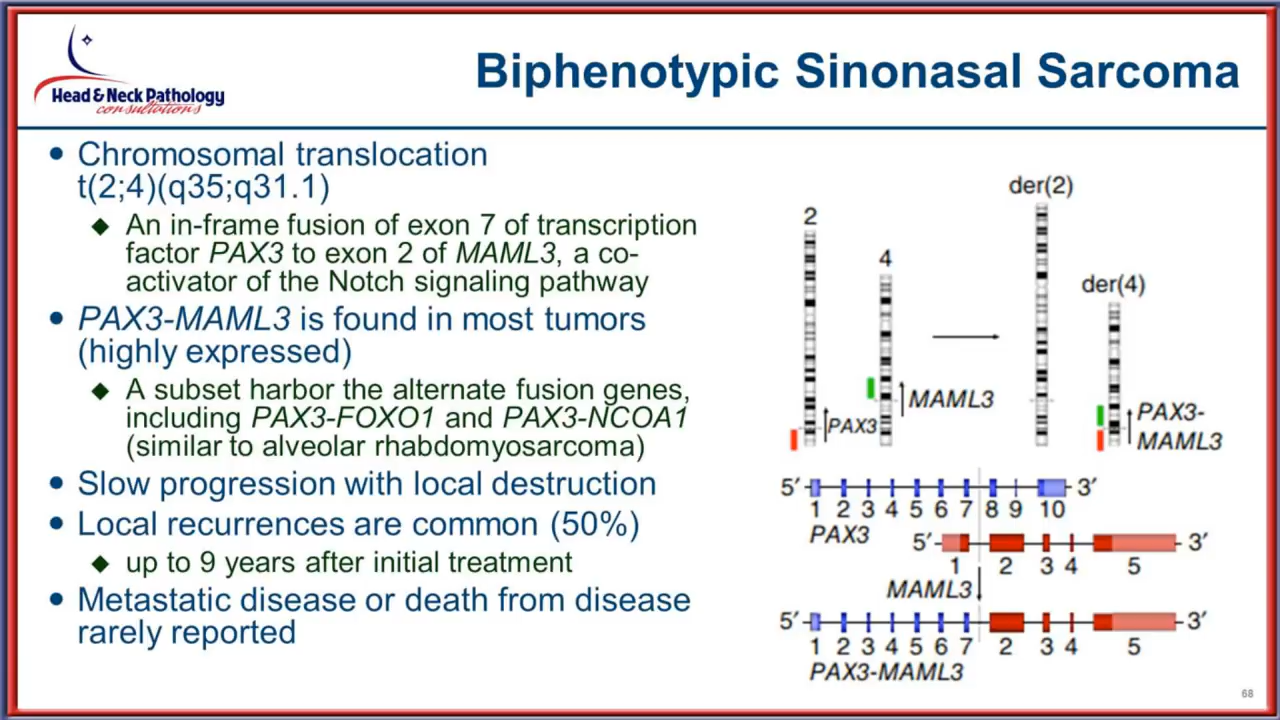 Head & Neck Pathology
consultations
Biphenotypic Sinonasal Sarcoma
• Chromosomal translocation
t(2;4)(q35;q31.1)
◆ An in-frame fusion of exon 7 of transcription
factor PAX3 to exon 2 of MAML3, a co-
activator of the Notch signaling pathway
• PAX3-MAML3 is found in most tumors
(highly expressed)
◆ A subset harbor the alternate fusion genes,
including PAX3-FOXO1 and PAX3-NCOA1
(similar to alveolar rhabdomyosarcoma)
• Slow progression with local destruction
• Local recurrences are common (50%)
◆ up to 9 years after initial treatment
• Metastatic disease or death from disease
rarely reported
der(2)
2
4
der(4)
MAML3
PAX3
PAX3-
MAML3
5′ 3′
1 2 3 4 5 6 7 8 9 10
PAX3
5′ 3′
1 2 3 4 5
MAML3
5′ 3′
1 2 3 4 5 6 7 2 3 4 5
PAX3-MAML3
68